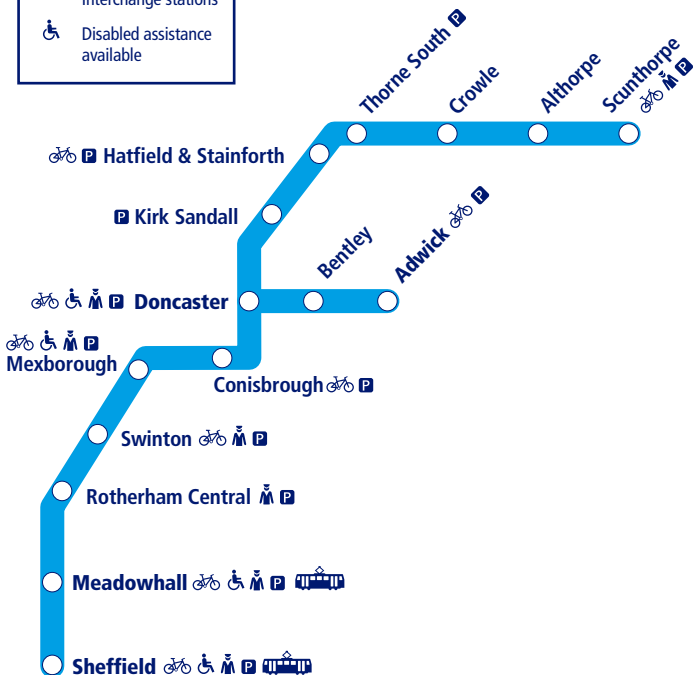 Interchange stations
Disabled assistance
available
Thorne South P
Crowle
Althorpe
Scunthorpe
P
P Hatfield & Stainforth
P Kirk Sandall
Bentley
Adwick P
P Doncaster
P
Mexborough
Conisbrough P
Swinton P
Rotherham Central P
Meadowhall P
Sheffield P